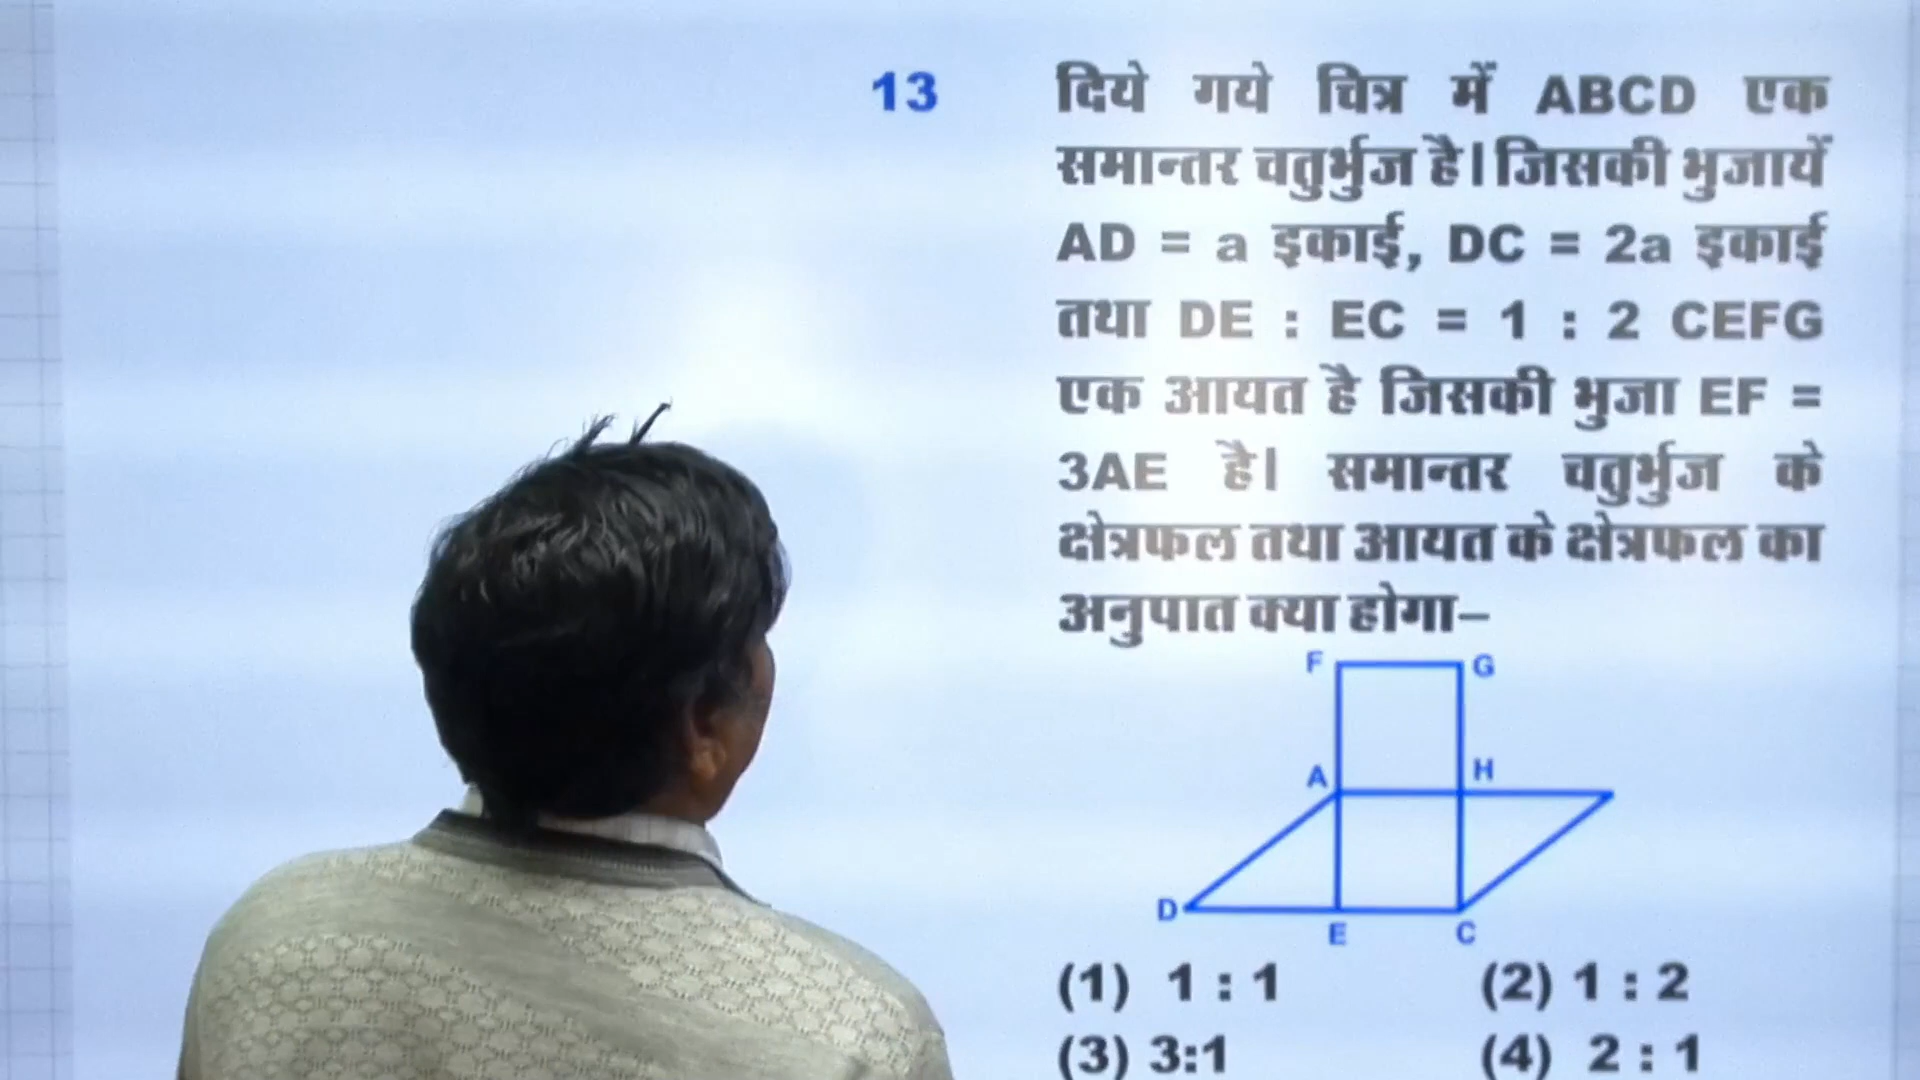 13
दिये गये चित्र में ABCD एक
समान्तर चतुर्भुज है। जिसकी भुजायें
AD = a इकाई, DC = 2a इकाई
तथा DE : EC = 1 : 2 CEFG
एक आयत है जिसकी भुजा EF =
3AE है। समान्तर चतुर्भुज के
क्षेत्रफल तथा आयत के क्षेत्रफल का
अनुपात क्या होगा–
F G
A H
D
E C
(1) 1 : 1 (2) 1 : 2
(3) 3:1 (4) 2 : 1